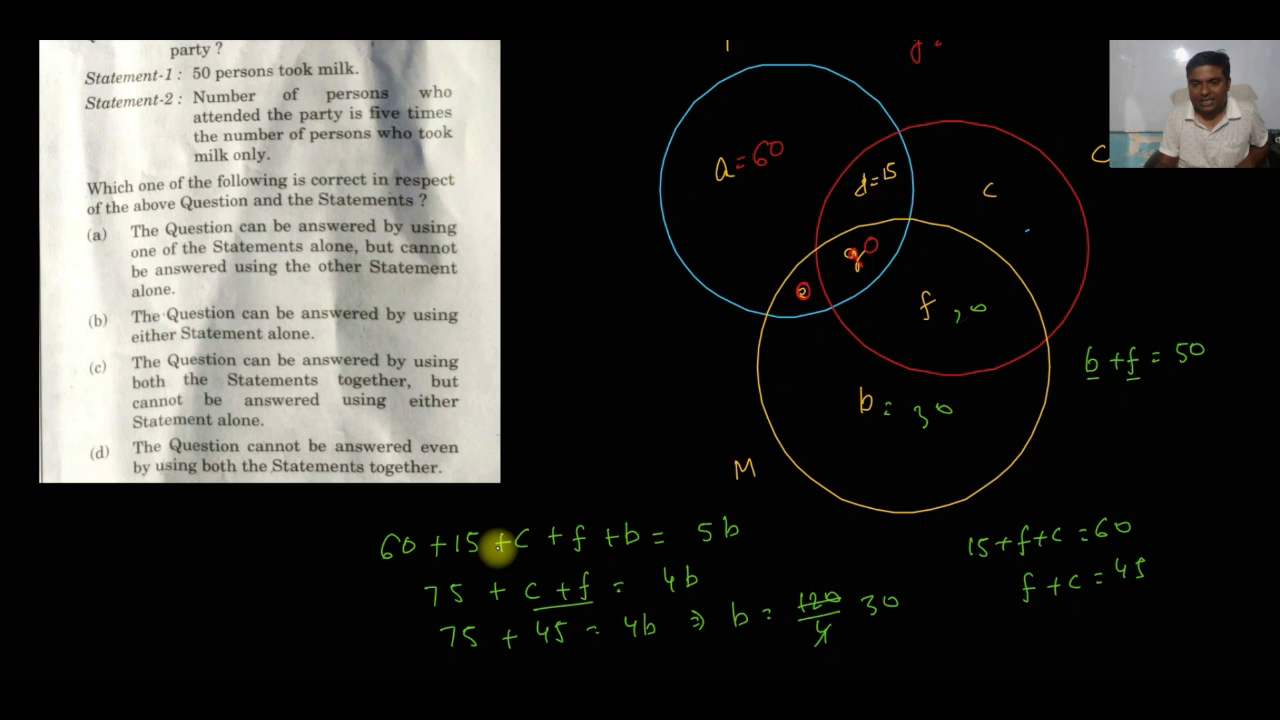 party ?
Statement-1 : 50 persons took milk.
Statement-2 : Number of persons who
attended the party is five times
the number of persons who took
milk only.
Which one of the following is correct in respect
of the above Question and the Statements ?
(a) The Question can be answered by using
one of the Statements alone, but cannot
be answered using the other Statement
alone.
(b) The Question can be answered by using
either Statement alone.
(c) The Question can be answered by using
both the Statements together, but
cannot be answered using either
Statement alone.
(d) The Question cannot be answered even
by using both the Statements together.
a = 60
d = 15
c
C
g 0
e
f, 0
b + f = 50
b = 30
M
60 + 15 + c + f + b = 5b
75 + c + f = 4b
75 + 45 = 4b ⇒ b = 120/4 30
15 + f + c = 60
f + c = 45